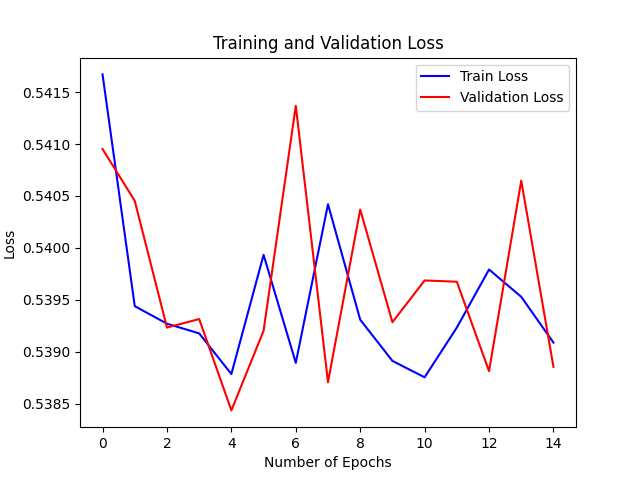 Training and Validation Loss
Train Loss
Validation Loss
0.5415
0.5410
0.5405
0.5400
0.5395
0.5390
0.5385
Loss
0 2 4 6 8 10 12 14
Number of Epochs